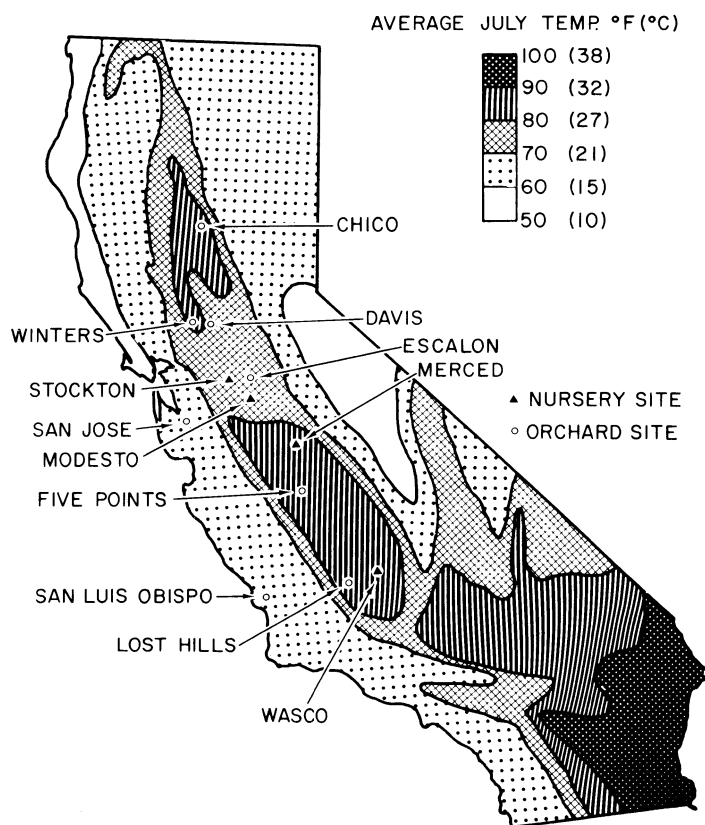 AVERAGE JULY TEMP. °F (°C)
100 (38)
90 (32)
80 (27)
70 (21)
60 (15)
50 (10)
CHICO
WINTERS
DAVIS
ESCALON
MERCED
STOCKTON
▲ NURSERY SITE
○ ORCHARD SITE
SAN JOSE
MODESTO
FIVE POINTS
SAN LUIS OBISPO
LOST HILLS
WASCO